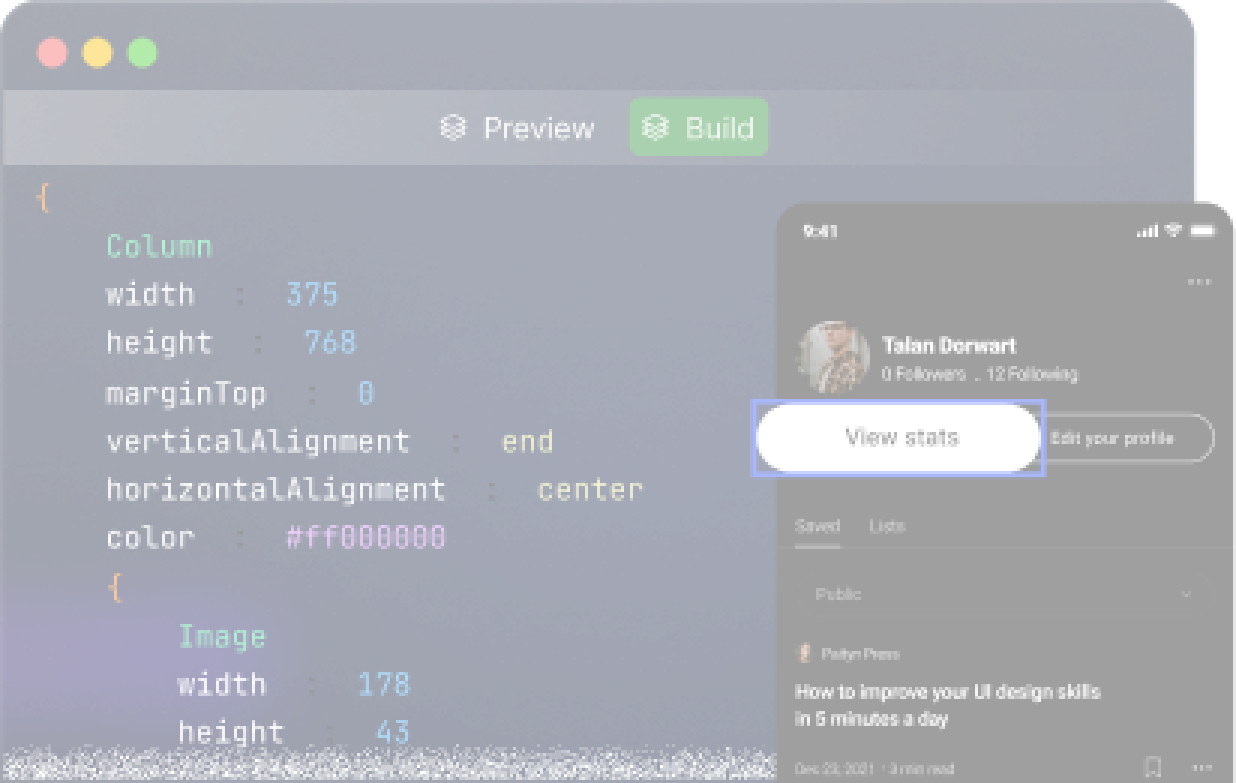 Preview Build
{
Column
width : 375
height : 768
marginTop : 0
verticalAlignment : end
horizontalAlignment : center
color : #ff000000
{
Image
width : 178
height : 43
9:41
Talan Dorwart
0 Followers . 12 Following
View stats
Edit your profile
Saved Lists
Public
Paityn Press
How to improve your UI design skills
in 5 minutes a day
Dec 23, 2021 · 3 min read